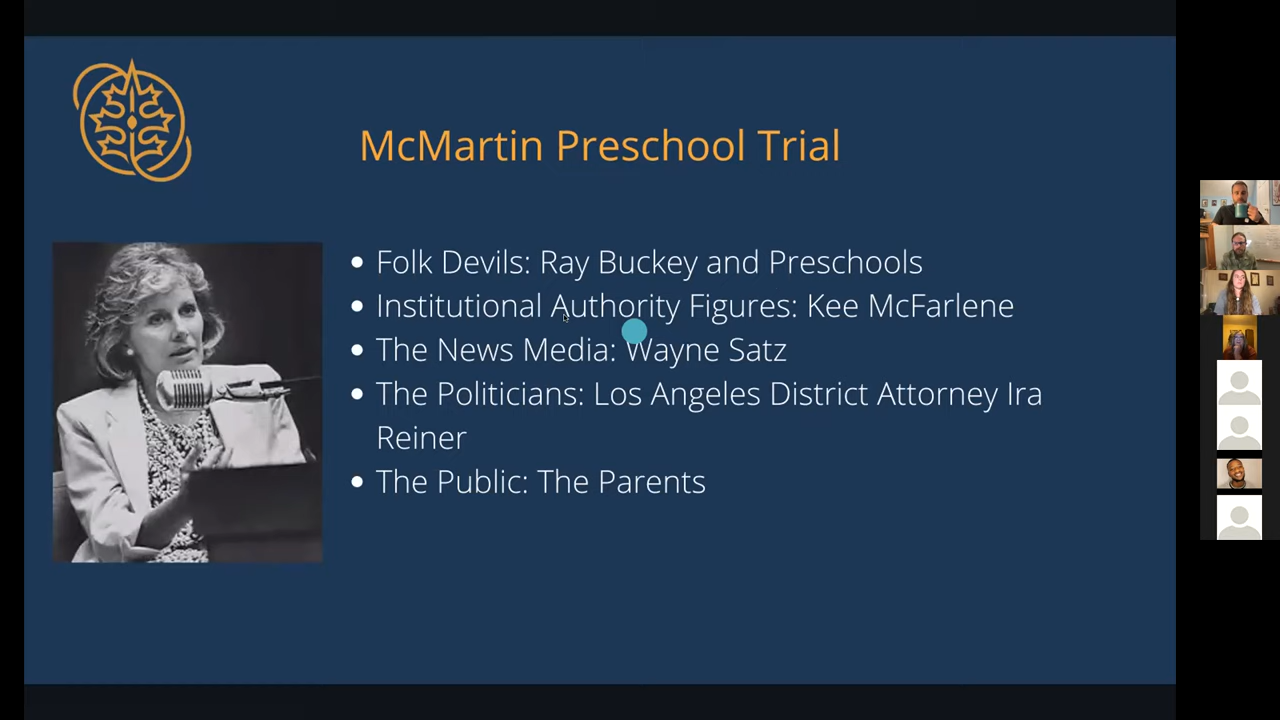 McMartin Preschool Trial
Folk Devils: Ray Buckey and Preschools
Institutional Authority Figures: Kee McFarlene
The News Media: Wayne Satz
The Politicians: Los Angeles District Attorney Ira
Reiner
The Public: The Parents